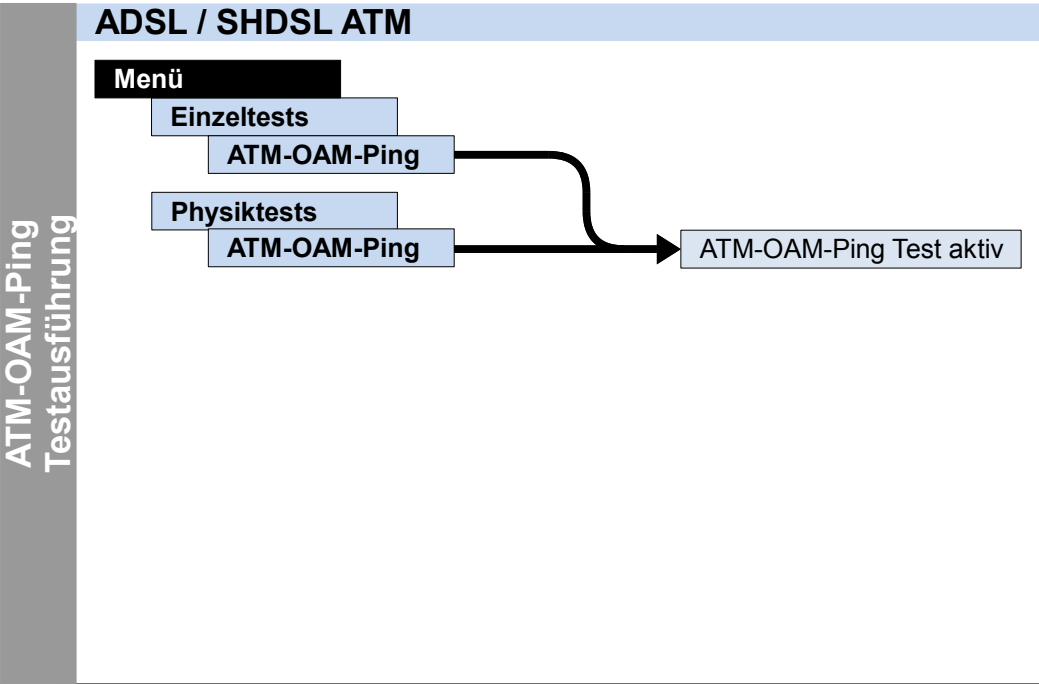 ADSL / SHDSL ATM
Menü
Einzeltests
ATM-OAM-Ping
Physiktests
ATM-OAM-Ping
ATM-OAM-Ping Test aktiv
ATM-OAM-Ping
Testausführung